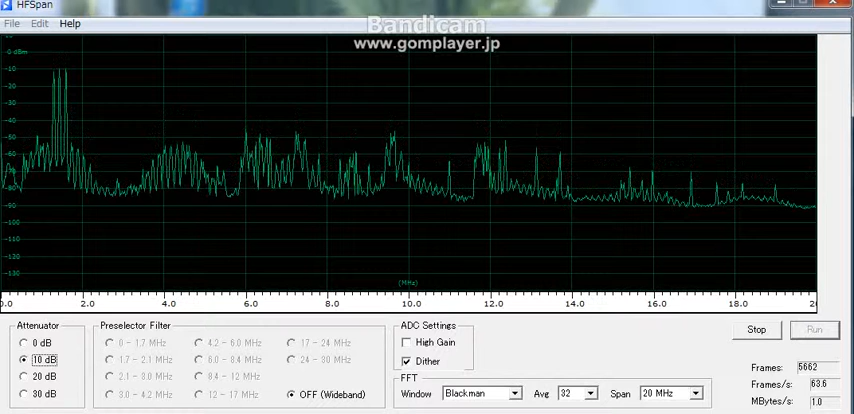 HFSpan
Bandicam
File Edit Help
www.gomplayer.jp
0 dBm
-10
-20
-30
-40
-50
-60
-70
-80
-90
-100
-110
-120
-130
(MHz)
0.0 2.0 4.0 6.0 8.0 10.0 12.0 14.0 16.0 18.0 20
Attenuator
0 dB
10 dB
20 dB
30 dB
Preselector Filter
0 - 1.7 MHz 4.2 - 6.0 MHz 17 - 24 MHz
1.7 - 2.1 MHz 6.0 - 8.4 MHz 24 - 30 MHz
2.1 - 3.0 MHz 8.4 - 12 MHz
3.0 - 4.2 MHz 12 - 17 MHz OFF (Wideband)
ADC Settings
High Gain
Dither
FFT
Window Blackman Avg 32 Span 20 MHz
Stop Run
Frames: 5662
Frames/s: 63.6
MBytes/s: 1.0